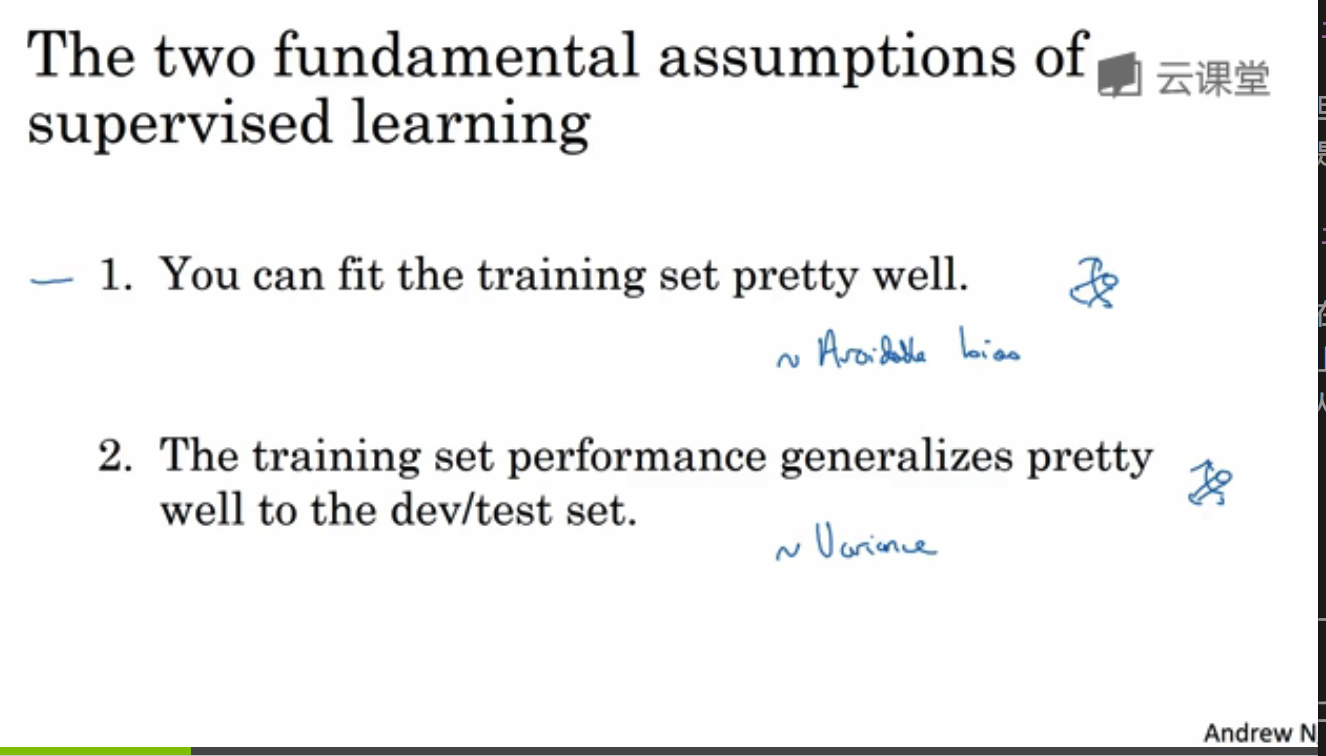 The two fundamental assumptions of
云课堂
supervised learning
1. You can fit the training set pretty well.
~ Avoidable bias
2. The training set performance generalizes pretty
well to the dev/test set.
~ Variance
Andrew N